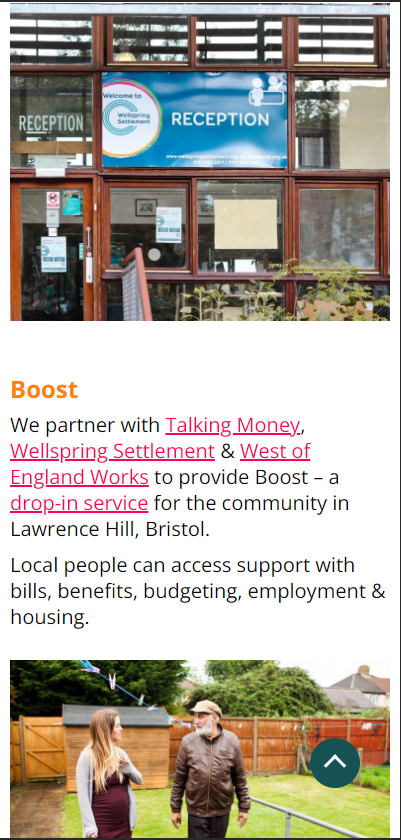 Welcome to
Wellspring
Settlement
RECEPTION
RECEPTION
Boost
We partner with Talking Money,
Wellspring Settlement & West of
England Works to provide Boost – a
drop-in service for the community in
Lawrence Hill, Bristol.
Local people can access support with
bills, benefits, budgeting, employment &
housing.